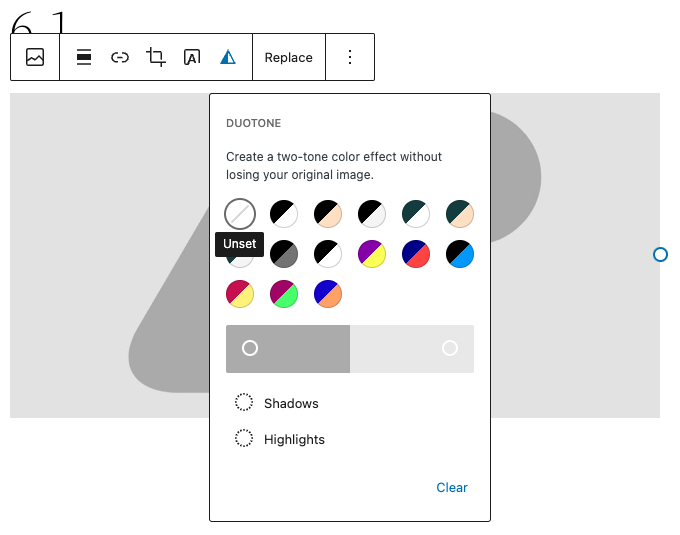 6.1
Replace
DUOTONE
Create a two-tone color effect without
losing your original image.
Unset
Shadows
Highlights
Clear